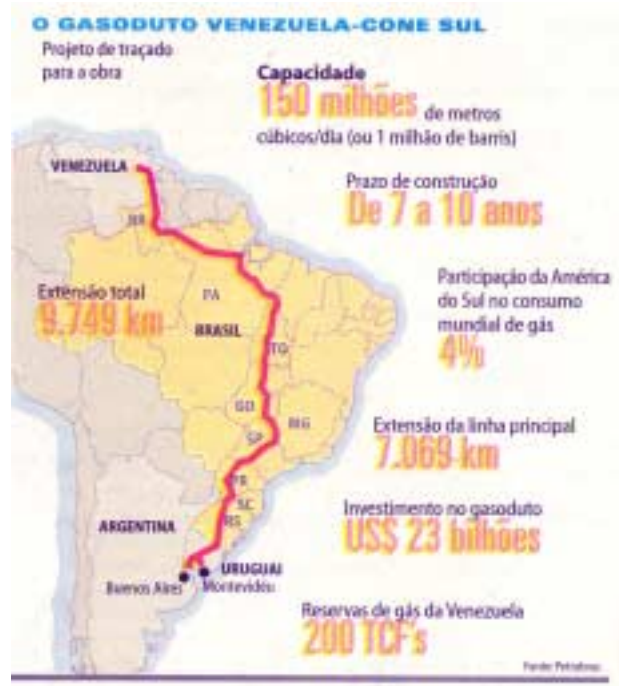 O GASODUTO VENEZUELA-CONE SUL
Projeto de traçado
para a obra
Capacidade
150 milhões de metros
cúbicos/dia (ou 1 milhão de barris)
VENEZUELA
Prazo de construção
De 7 a 10 anos
RR
Extensão total
9.749 km
PA
BRASIL
Participação da América
do Sul no consumo
mundial de gás
4%
TO
GO
MG
SP
Extensão da linha principal
7.069 km
PR
SC
RS
ARGENTINA
Investimento no gasoduto
US$ 23 bilhões
URUGUAI
Buenos Aires
Montevidéu
Reservas de gás da Venezuela
200 TCF's
Fonte: Petrobras